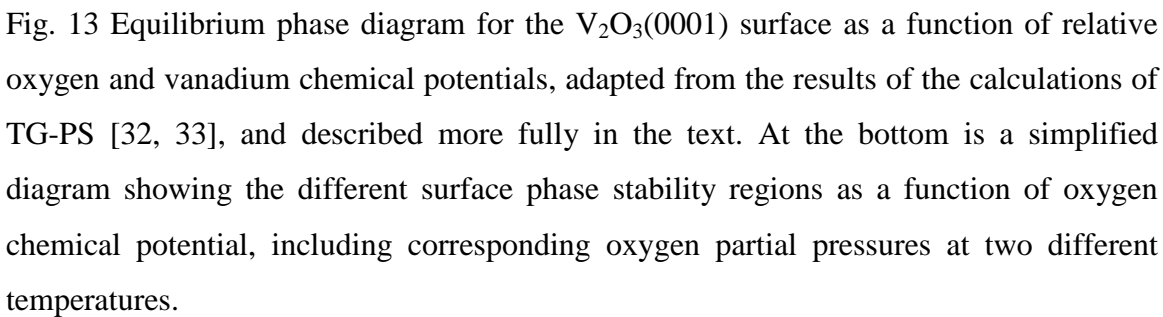 Fig. 13 Equilibrium phase diagram for the V₂O₃(0001) surface as a function of relative
oxygen and vanadium chemical potentials, adapted from the results of the calculations of
TG-PS [32, 33], and described more fully in the text. At the bottom is a simplified
diagram showing the different surface phase stability regions as a function of oxygen
chemical potential, including corresponding oxygen partial pressures at two different
temperatures.